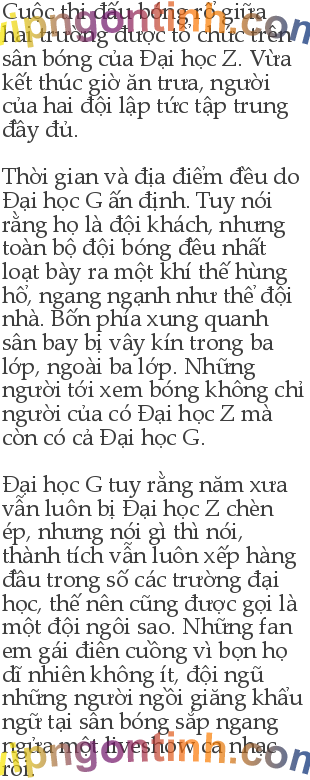 Cuộc thi đấu bóng rổ giữa
hai trường được tổ chức trên
sân bóng của Đại học Z. Vừa
kết thúc giờ ăn trưa, người
của hai đội lập tức tập trung
đầy đủ.
Thời gian và địa điểm đều do
Đại học G ấn định. Tuy nói
rằng họ là đội khách, nhưng
toàn bộ đội bóng đều nhất
loạt bày ra một khí thế hùng
hổ, ngang ngạnh như thể đội
nhà. Bốn phía xung quanh
sân bay bị vây kín trong ba
lớp, ngoài ba lớp. Những
người tới xem bóng không chỉ
người của có Đại học Z mà
còn có cả Đại học G.
Đại học G tuy rằng năm xưa
vẫn luôn bị Đại học Z chèn
ép, nhưng nói gì thì nói,
thành tích vẫn luôn xếp hàng
đầu trong số các trường đại
học, thế nên cũng được gọi là
một đội ngôi sao. Những fan
em gái điên cuồng vì bọn họ
dĩ nhiên không ít, đội ngũ
những người ngồi giăng khẩu
ngữ tại sân bóng sắp ngang
ngửa một liveshow ca nhạc
rồi.
vipngontinh.com
vipngontinh.com